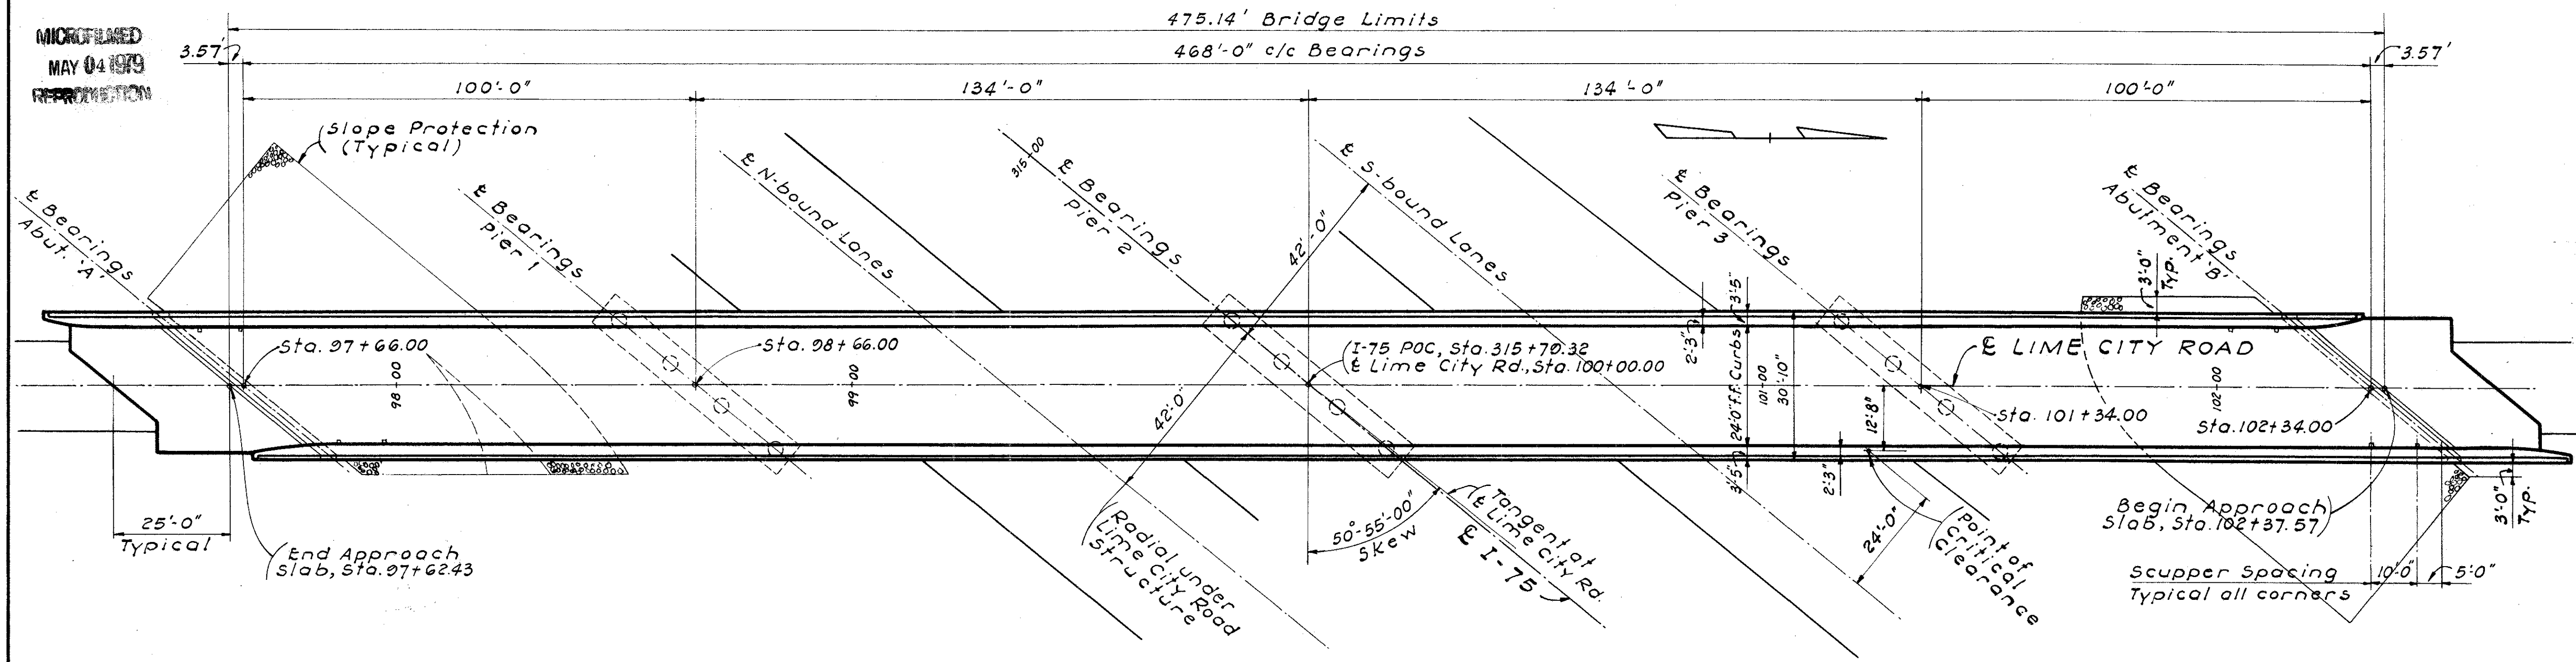 475.14' Bridge Limits
MICROFILMED
MAY 04 1979
REPRODUCTION
3.57'
468'-0" c/c Bearings
3.57'
100'-0"
134'-0"
134'-0"
100'-0"
Slope Protection
(Typical)
℄ Bearings
Abut. 'A'
℄ Bearings
Pier 1
℄ N-bound Lanes
315+00
℄ Bearings
Pier 2
42'-0"
℄ S-bound Lanes
℄ Bearings
Pier 3
℄ Bearings
Abutment 'B'
3'-0"
TYP.
Sta. 97+66.00
98-00
Sta. 98+66.00
99-00
I-75 POC, Sta. 315+70.32
℄ Lime City Rd., Sta. 100+00.00
42'-0"
2'-3"
3'-5"
24'-0" f.f. Curbs
3'-5"
101-00
30'-10"
2'-3"
12'-8"
℄ LIME CITY ROAD
Sta. 101+34.00
102-00
Sta. 102+34.00
25'-0"
Typical
End Approach
Slab, Sta. 97+62.43
Radial under
Lime City Road
Structure
50°-55'-00"
Skew
Tangent at
℄ Lime City Rd.
℄ I-75
24'-0"
Point of
Critical
Clearance
Begin Approach
Slab, Sta. 102+37.57
3'-0"
TYP.
Scupper Spacing
Typical all corners
10'-0"
5'-0"